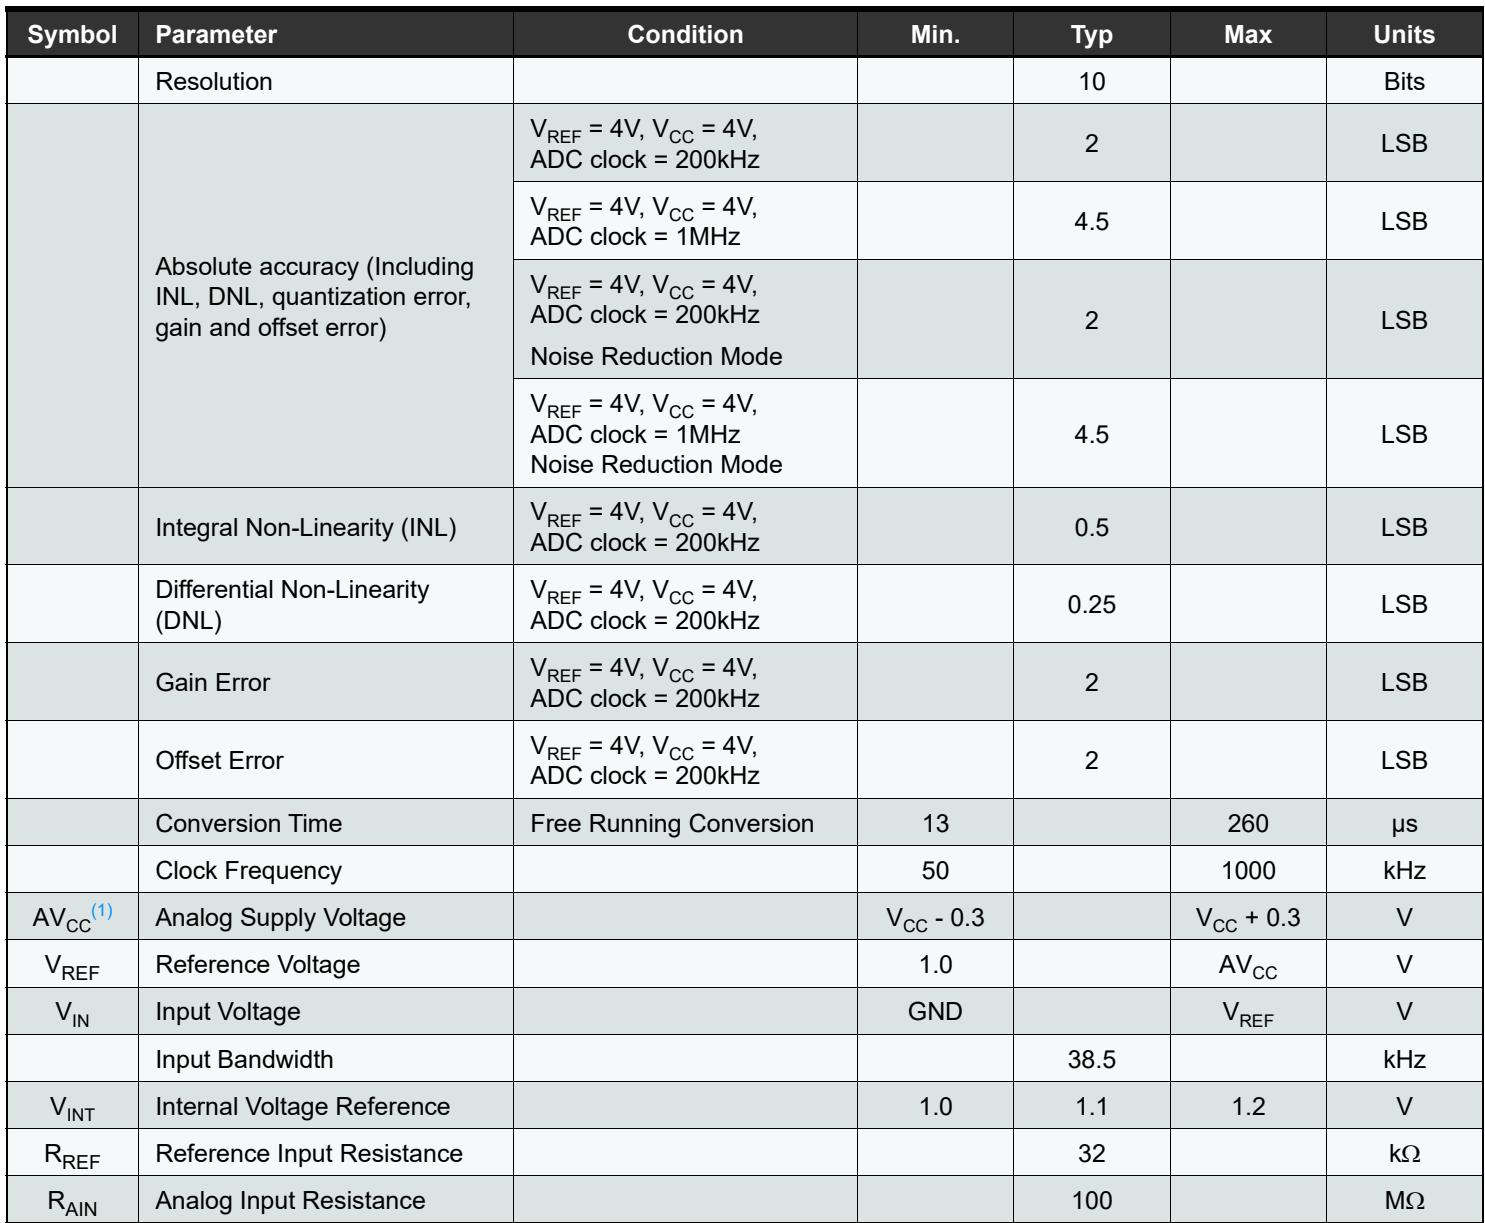 Symbol Parameter Condition Min. Typ Max Units
Resolution 10 Bits
Absolute accuracy (Including
INL, DNL, quantization error,
gain and offset error)
VREF = 4V, VCC = 4V,
ADC clock = 200kHz
2 LSB
VREF = 4V, VCC = 4V,
ADC clock = 1MHz
4.5 LSB
VREF = 4V, VCC = 4V,
ADC clock = 200kHz
Noise Reduction Mode
2 LSB
VREF = 4V, VCC = 4V,
ADC clock = 1MHz
Noise Reduction Mode
4.5 LSB
Integral Non-Linearity (INL)
VREF = 4V, VCC = 4V,
ADC clock = 200kHz
0.5 LSB
Differential Non-Linearity
(DNL)
VREF = 4V, VCC = 4V,
ADC clock = 200kHz
0.25 LSB
Gain Error
VREF = 4V, VCC = 4V,
ADC clock = 200kHz
2 LSB
Offset Error
VREF = 4V, VCC = 4V,
ADC clock = 200kHz
2 LSB
Conversion Time Free Running Conversion 13 260 µs
Clock Frequency 50 1000 kHz
AVCC(1) Analog Supply Voltage VCC - 0.3 VCC + 0.3 V
VREF Reference Voltage 1.0 AVCC V
VIN Input Voltage GND VREF V
Input Bandwidth 38.5 kHz
VINT Internal Voltage Reference 1.0 1.1 1.2 V
RREF Reference Input Resistance 32 kΩ
RAIN Analog Input Resistance 100 MΩ